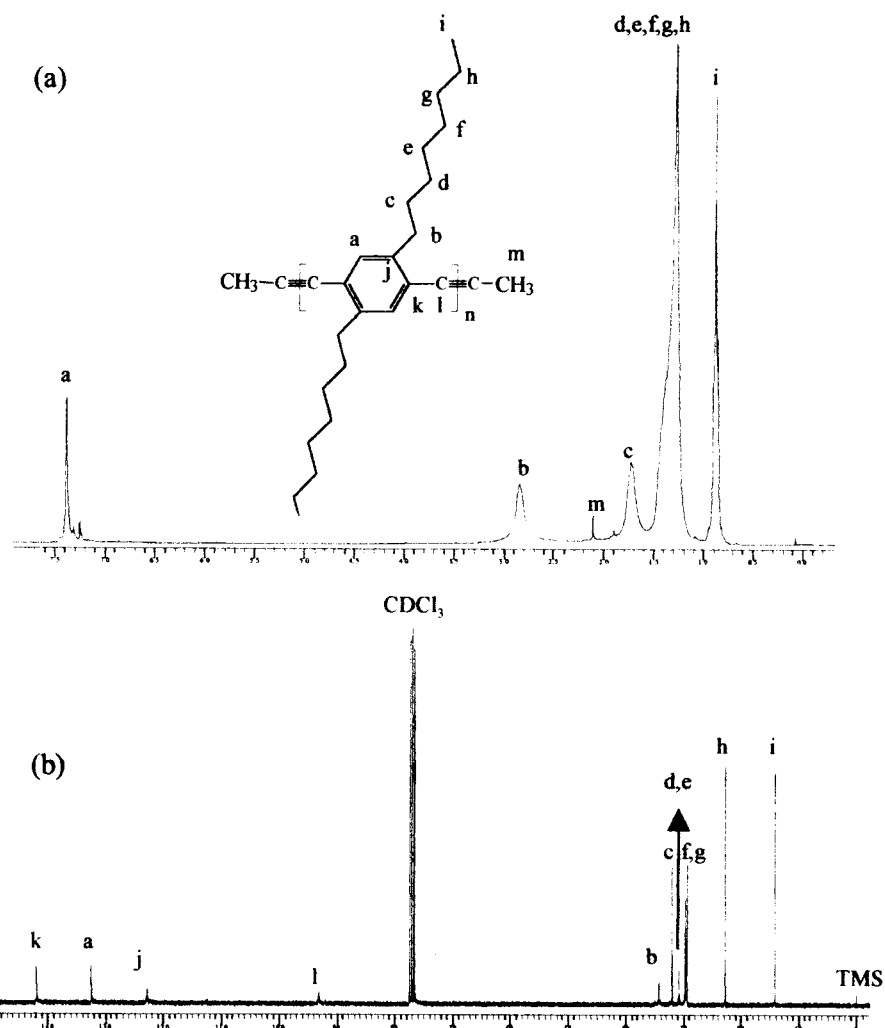 (a)
i
h
g
f
e
d
c
b
a
j
m
CH₃–C≡C
C≡C–CH₃
k
l
n
d,e,f,g,h
i
a
b
m
c
CDCl₃
(b)
h
i
d,e
c
f,g
k
a
j
l
b
TMS